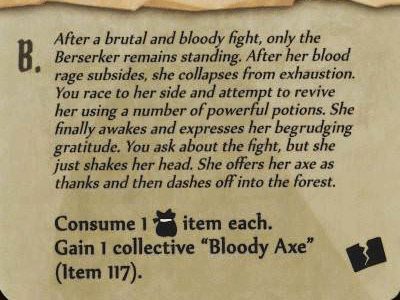 B. After a brutal and bloody fight, only the
Berserker remains standing. After her blood
rage subsides, she collapses from exhaustion.
You race to her side and attempt to revive
her using a number of powerful potions. She
finally awakes and expresses her begrudging
gratitude. You ask about the fight, but she
just shakes her head. She offers her axe as
thanks and then dashes off into the forest.
Consume 1 item each.
Gain 1 collective “Bloody Axe”
(Item 117).